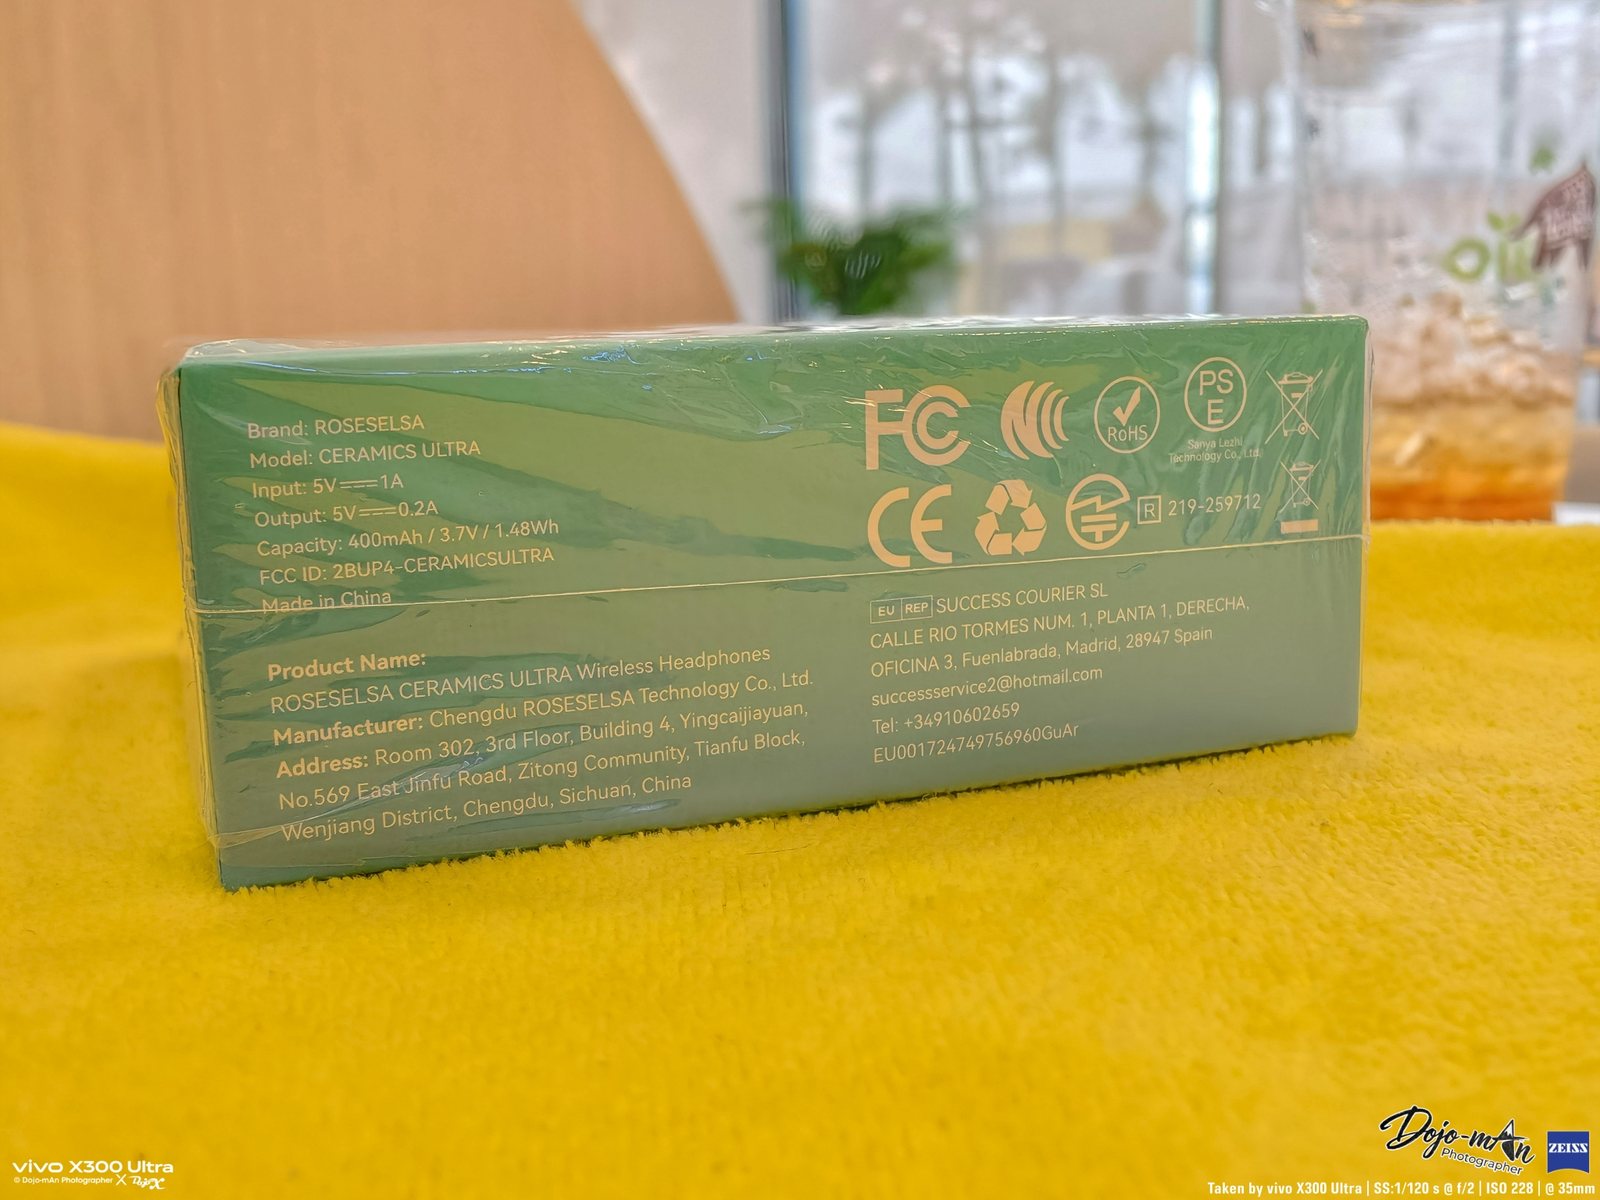 Brand: ROSESELSA
Model: CERAMICS ULTRA
Input: 5V⎓1A
Output: 5V⎓0.2A
Capacity: 400mAh / 3.7V / 1.48Wh
FCC ID: 2BUP4-CERAMICSULTRA
Made in China
Product Name:
ROSESELSA CERAMICS ULTRA Wireless Headphones
Manufacturer: Chengdu ROSESELSA Technology Co., Ltd.
Address: Room 302, 3rd Floor, Building 4, Yingcaijiayuan,
No.569 East Jinfu Road, Zitong Community, Tianfu Block,
Wenjiang District, Chengdu, Sichuan, China
FC
RoHS
PS
E
Sanya Lezhi
Technology Co., Ltd.
CE
R 219-259712
EU REP SUCCESS COURIER SL
CALLE RIO TORMES NUM. 1, PLANTA 1, DERECHA,
OFICINA 3, Fuenlabrada, Madrid, 28947 Spain
successservice2@hotmail.com
Tel: +34910602659
EU001724749756960GuAr
vivo X300 Ultra
© Dojo-mAn Photographer X Dojo X
Dojo-mAn
Photographer
ZEISS
Taken by vivo X300 Ultra | SS:1/120 s @ f/2 | ISO 228 | @ 35mm